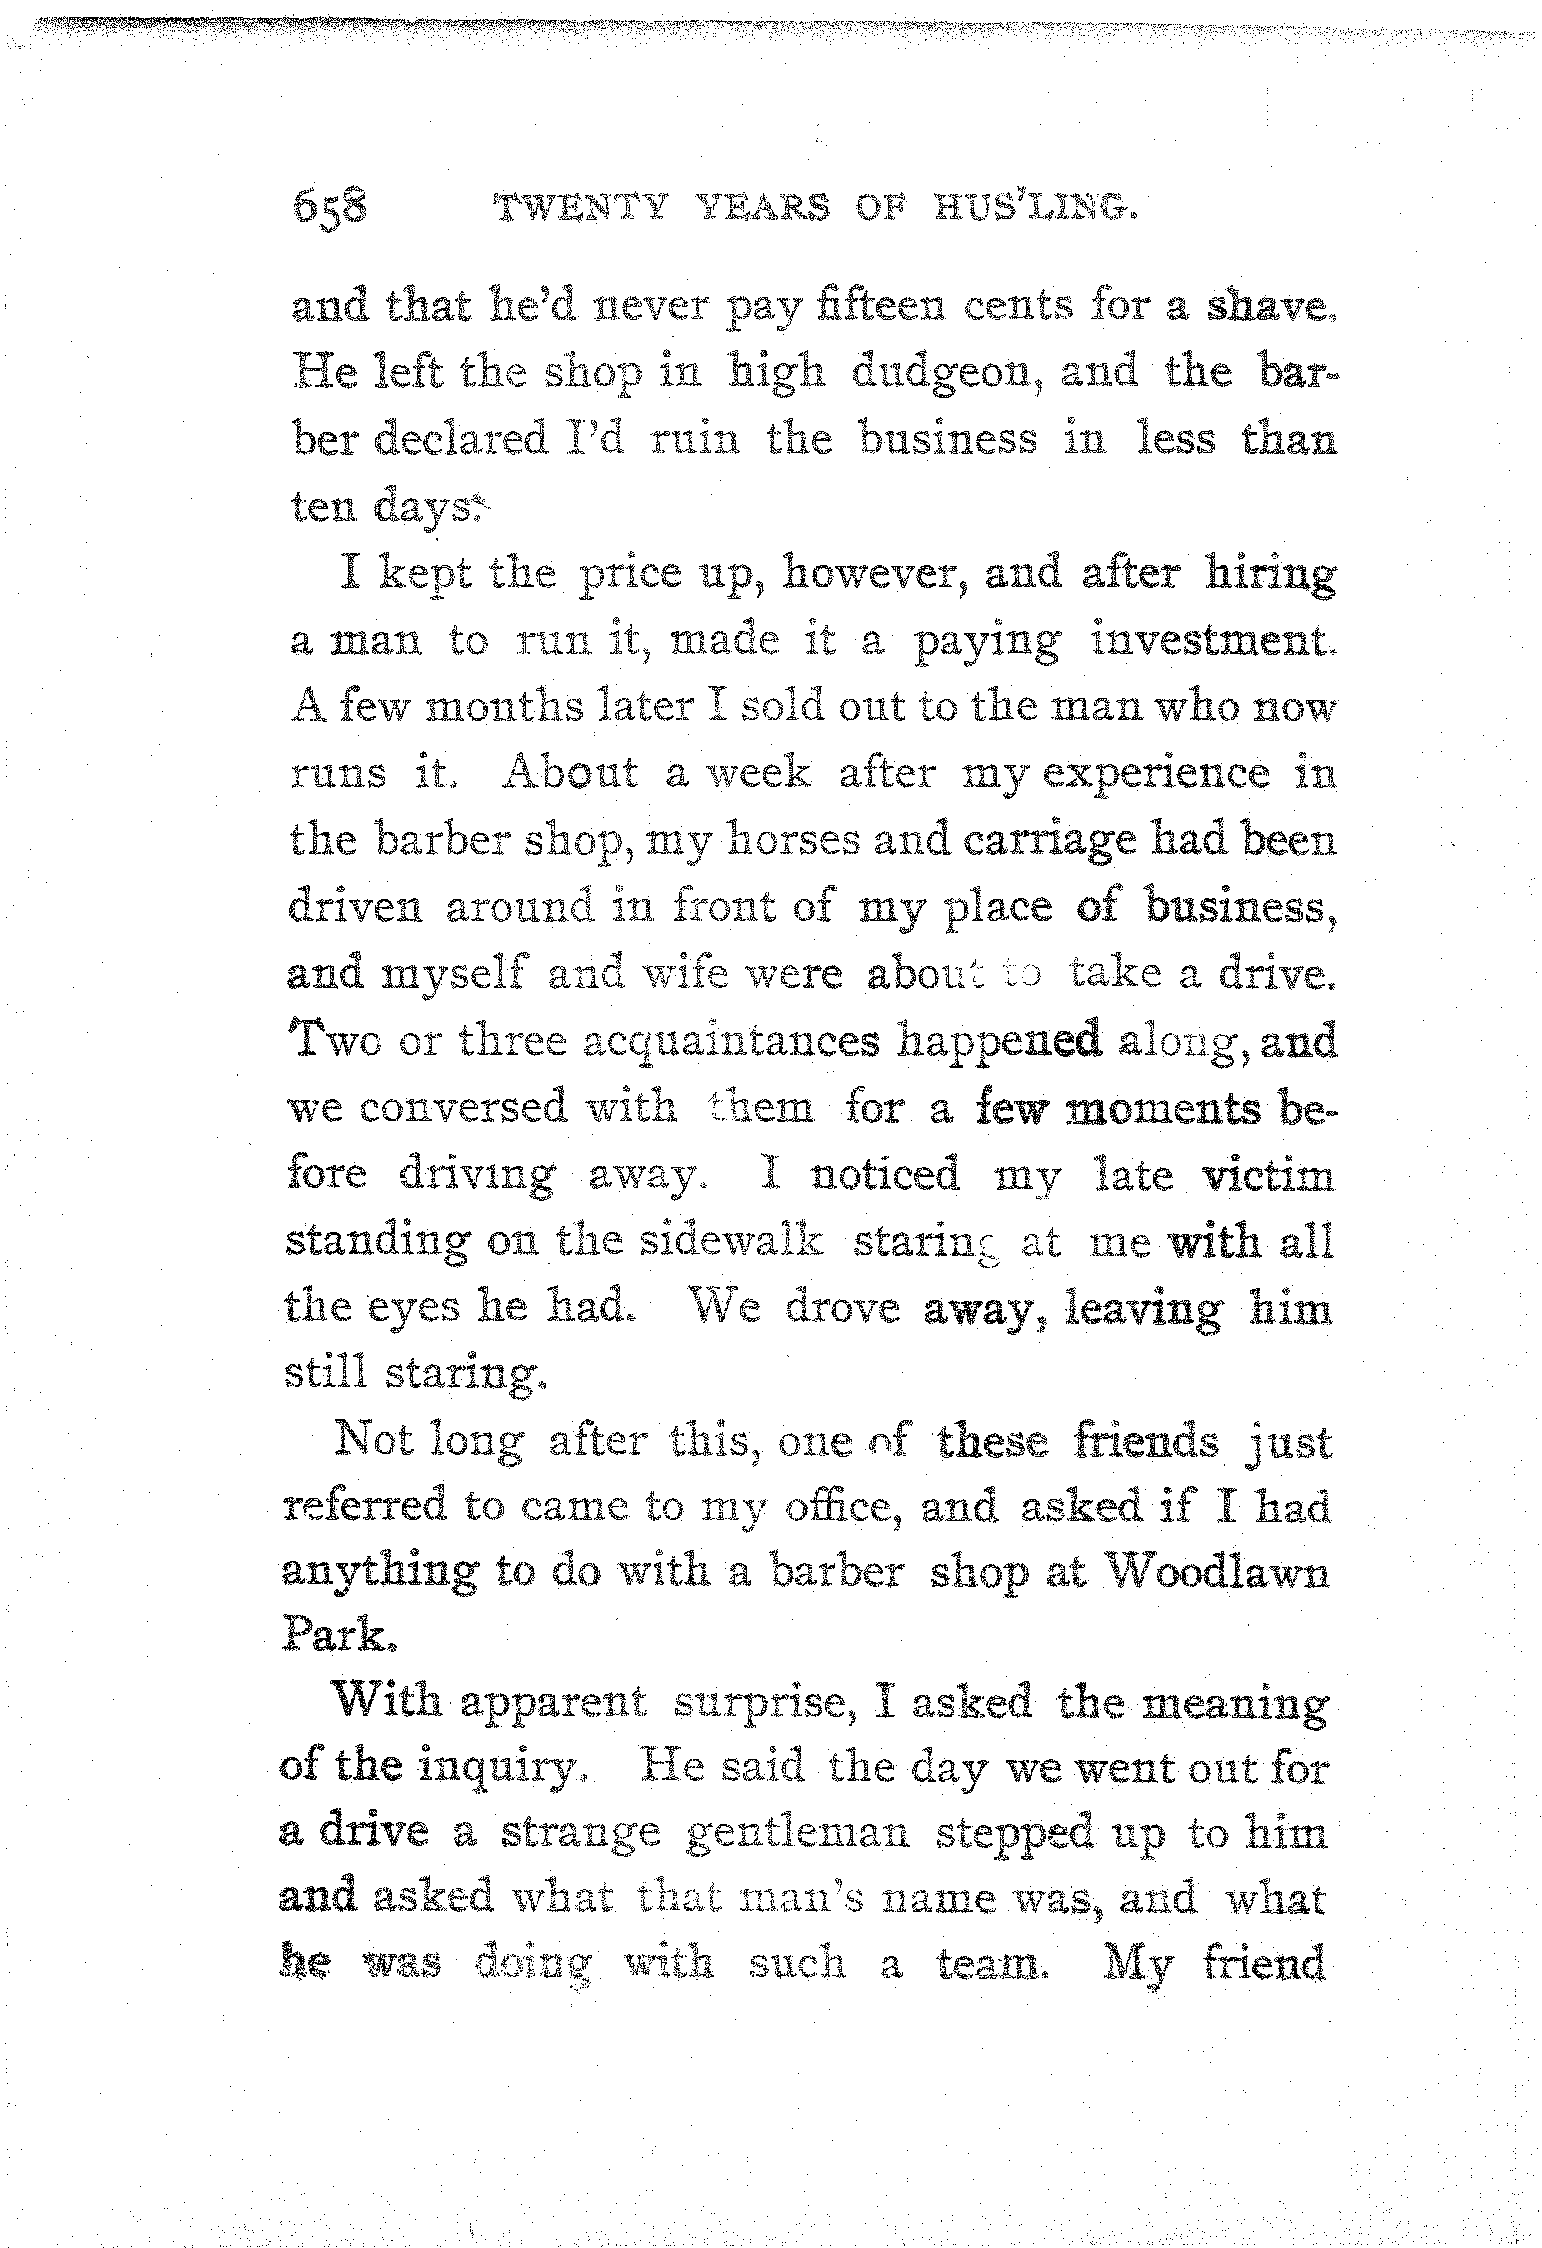 658 TWENTY YEARS OF HUS'LING.
and that he'd never pay fifteen cents for a shave.
He left the shop in high dudgeon, and the bar-
ber declared I'd ruin the business in less than
ten days.
I kept the price up, however, and after hiring
a man to run it, made it a paying investment.
A few months later I sold out to the man who now
runs it. About a week after my experience in
the barber shop, my horses and carriage had been
driven around in front of my place of business,
and myself and wife were about to take a drive.
Two or three acquaintances happened along, and
we conversed with them for a few moments be-
fore driving away. I noticed my late victim
standing on the sidewalk staring at me with all
the eyes he had. We drove away, leaving him
still staring.
Not long after this, one of these friends just
referred to came to my office, and asked if I had
anything to do with a barber shop at Woodlawn
Park.
With apparent surprise, I asked the meaning
of the inquiry. He said the day we went out for
a drive a strange gentleman stepped up to him
and asked what that man's name was, and what
he was doing with such a team. My friend